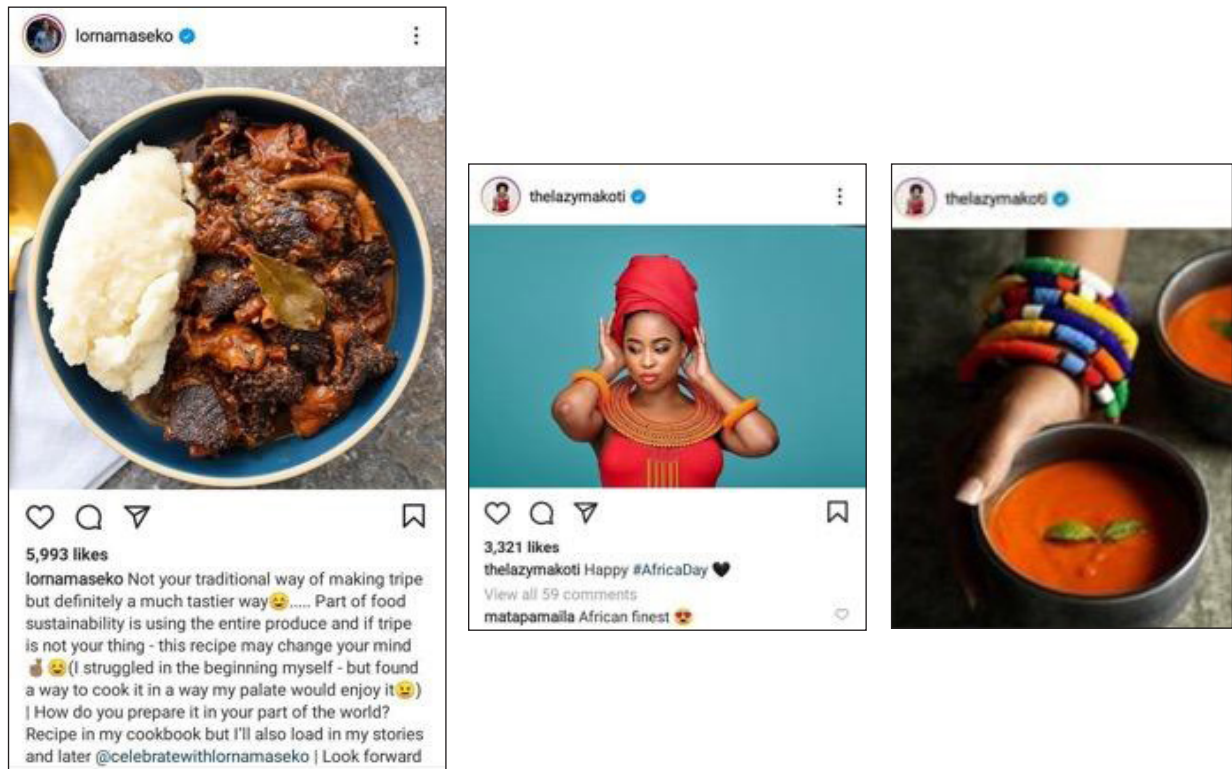 lornamaseko
5,993 likes
lornamaseko Not your traditional way of making tripe
but definitely a much tastier way😉..... Part of food
sustainability is using the entire produce and if tripe
is not your thing - this recipe may change your mind
🤞🏽😉(I struggled in the beginning myself - but found
a way to cook it in a way my palate would enjoy it😉)
| How do you prepare it in your part of the world?
Recipe in my cookbook but I'll also load in my stories
and later @celebratewithlornamaseko | Look forward
thelazymakoti
3,321 likes
thelazymakoti Happy #AfricaDay 🖤
View all 59 comments
matapamaila African finest 😍
thelazymakoti